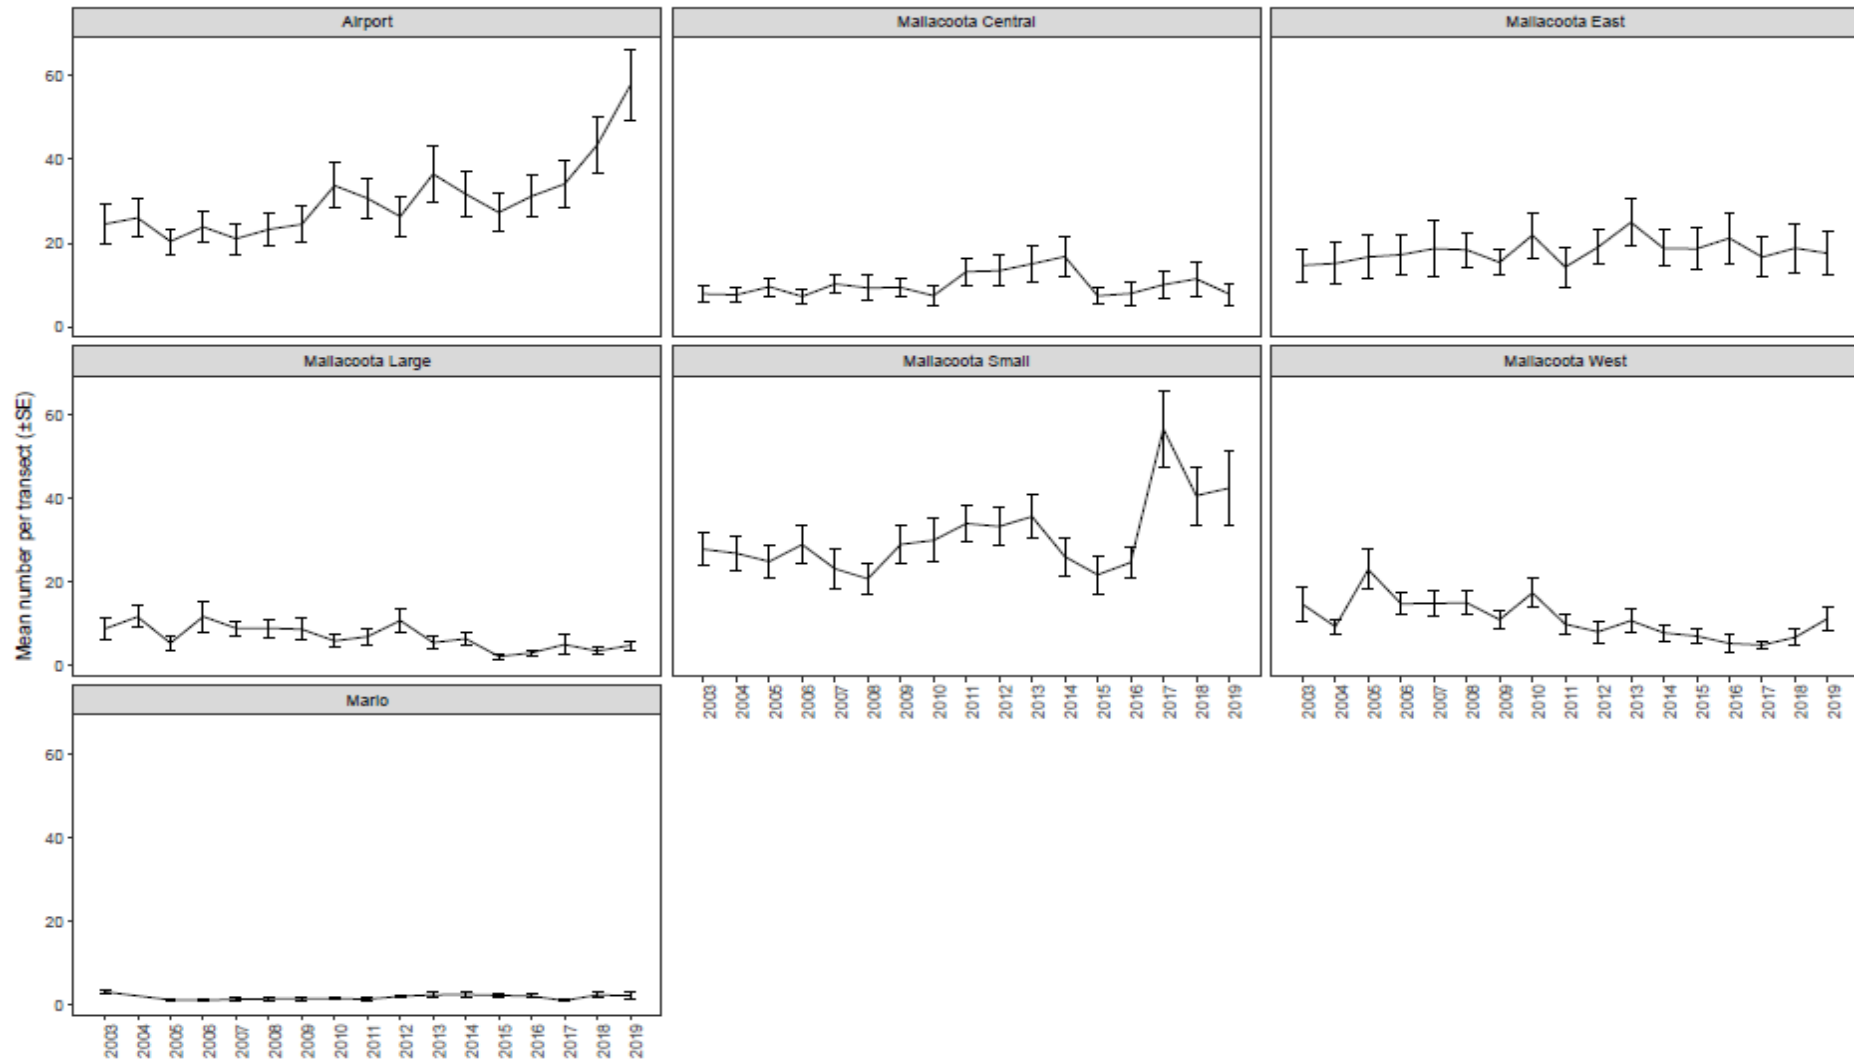 Airport
Mallacoota Central
Mallacoota East
60
40
20
0
Mallacoota Large
Mallacoota Small
Mallacoota West
Mean number per transect (±SE)
60
40
20
0
2003 2004 2005 2006 2007 2008 2009 2010 2011 2012 2013 2014 2015 2016 2017 2018 2019
2003 2004 2005 2006 2007 2008 2009 2010 2011 2012 2013 2014 2015 2016 2017 2018 2019
Marlo
60
40
20
0
2003 2004 2005 2006 2007 2008 2009 2010 2011 2012 2013 2014 2015 2016 2017 2018 2019